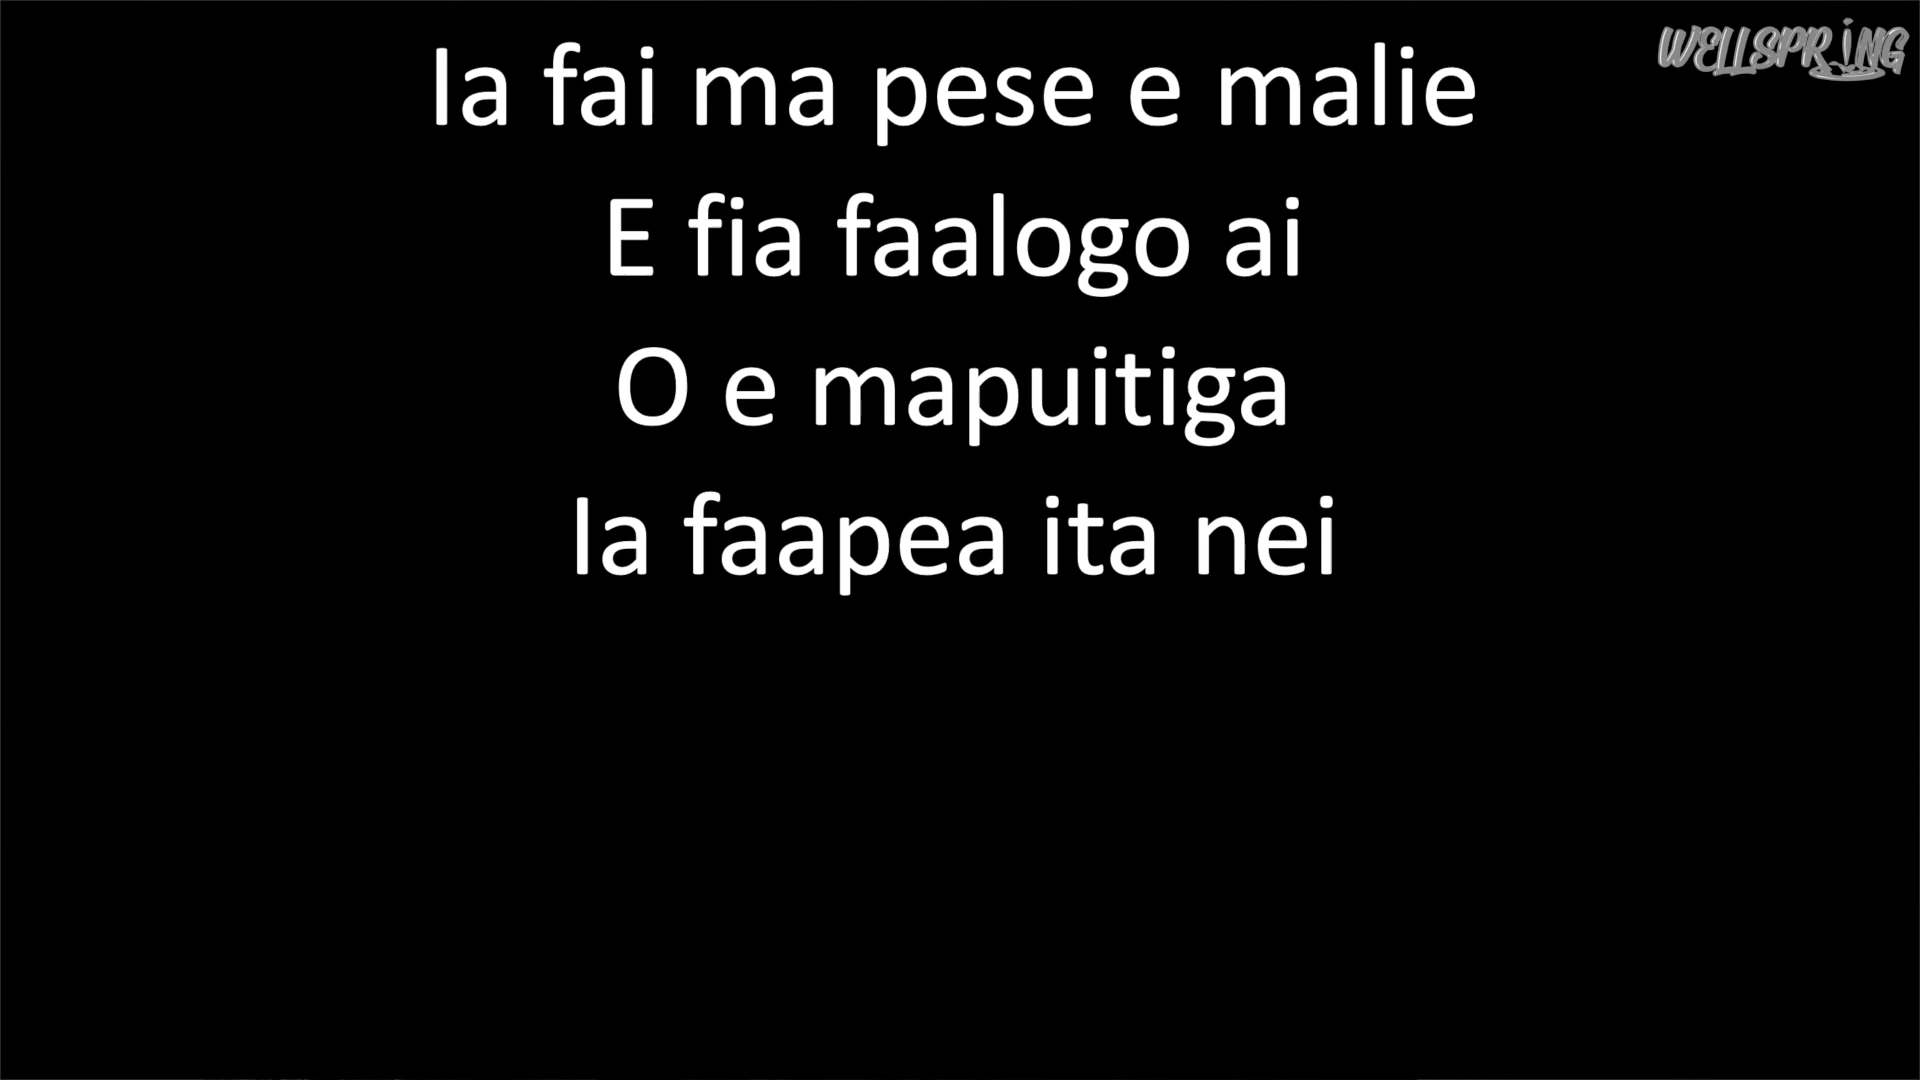 Ia fai ma pese e malie
E fia faalogo ai
O e mapuitiga
Ia faapea ita nei
WELLSPRING